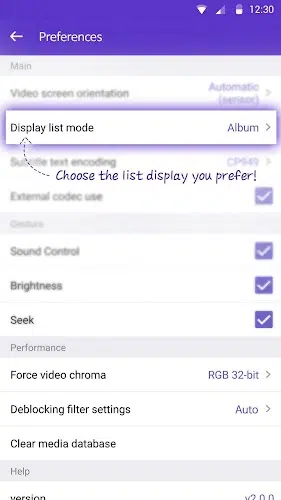 12:30
Preferences
Main
Video screen orientation
Automatic
(sensor)
Display list mode
Album
Subtitle text encoding
CP949
Choose the list display you prefer!
External codec use
Gesture
Sound Control
Brightness
Seek
Performance
Force video chroma
RGB 32-bit
Deblocking filter settings
Auto
Clear media database
Help
version
v2.0.0